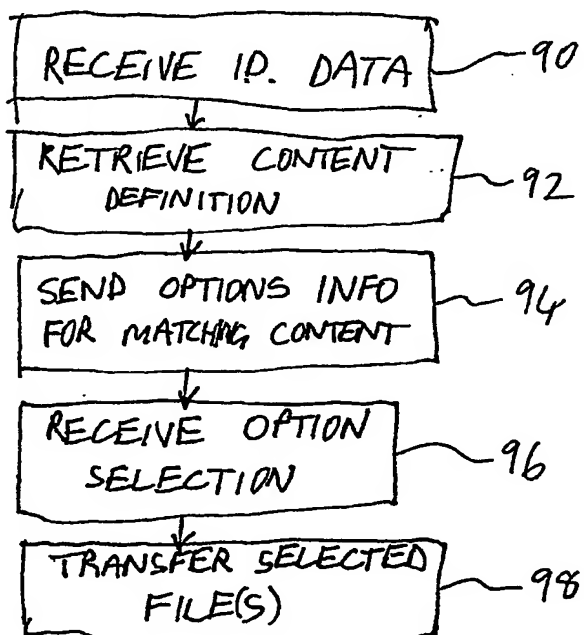 RECEIVE I.D. DATA
90
RETRIEVE CONTENT
DEFINITION
92
SEND OPTIONS INFO
FOR MATCHING CONTENT
94
RECEIVE OPTION
SELECTION
96
TRANSFER SELECTED
FILE(S)
98